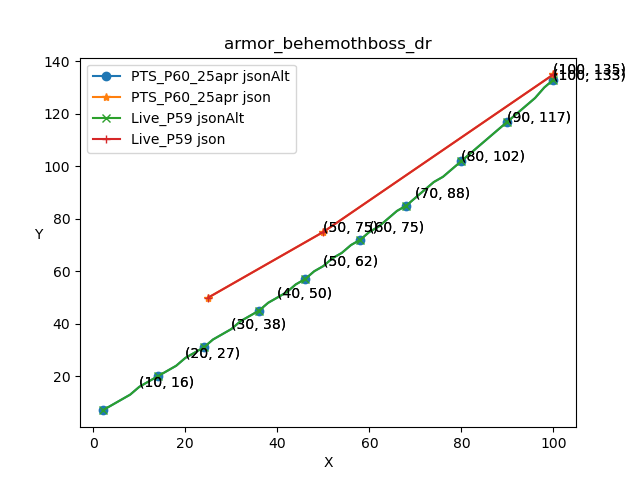 armor_behemothboss_dr
PTS_P60_25apr jsonAlt
PTS_P60_25apr json
Live_P59 jsonAlt
Live_P59 json
140
120
100
80
60
40
20
Y
(100, 135)
(100, 133)
(90, 117)
(80, 102)
(70, 88)
(50, 75)
(60, 75)
(50, 62)
(40, 50)
(30, 38)
(20, 27)
(10, 16)
0 20 40 60 80 100
X